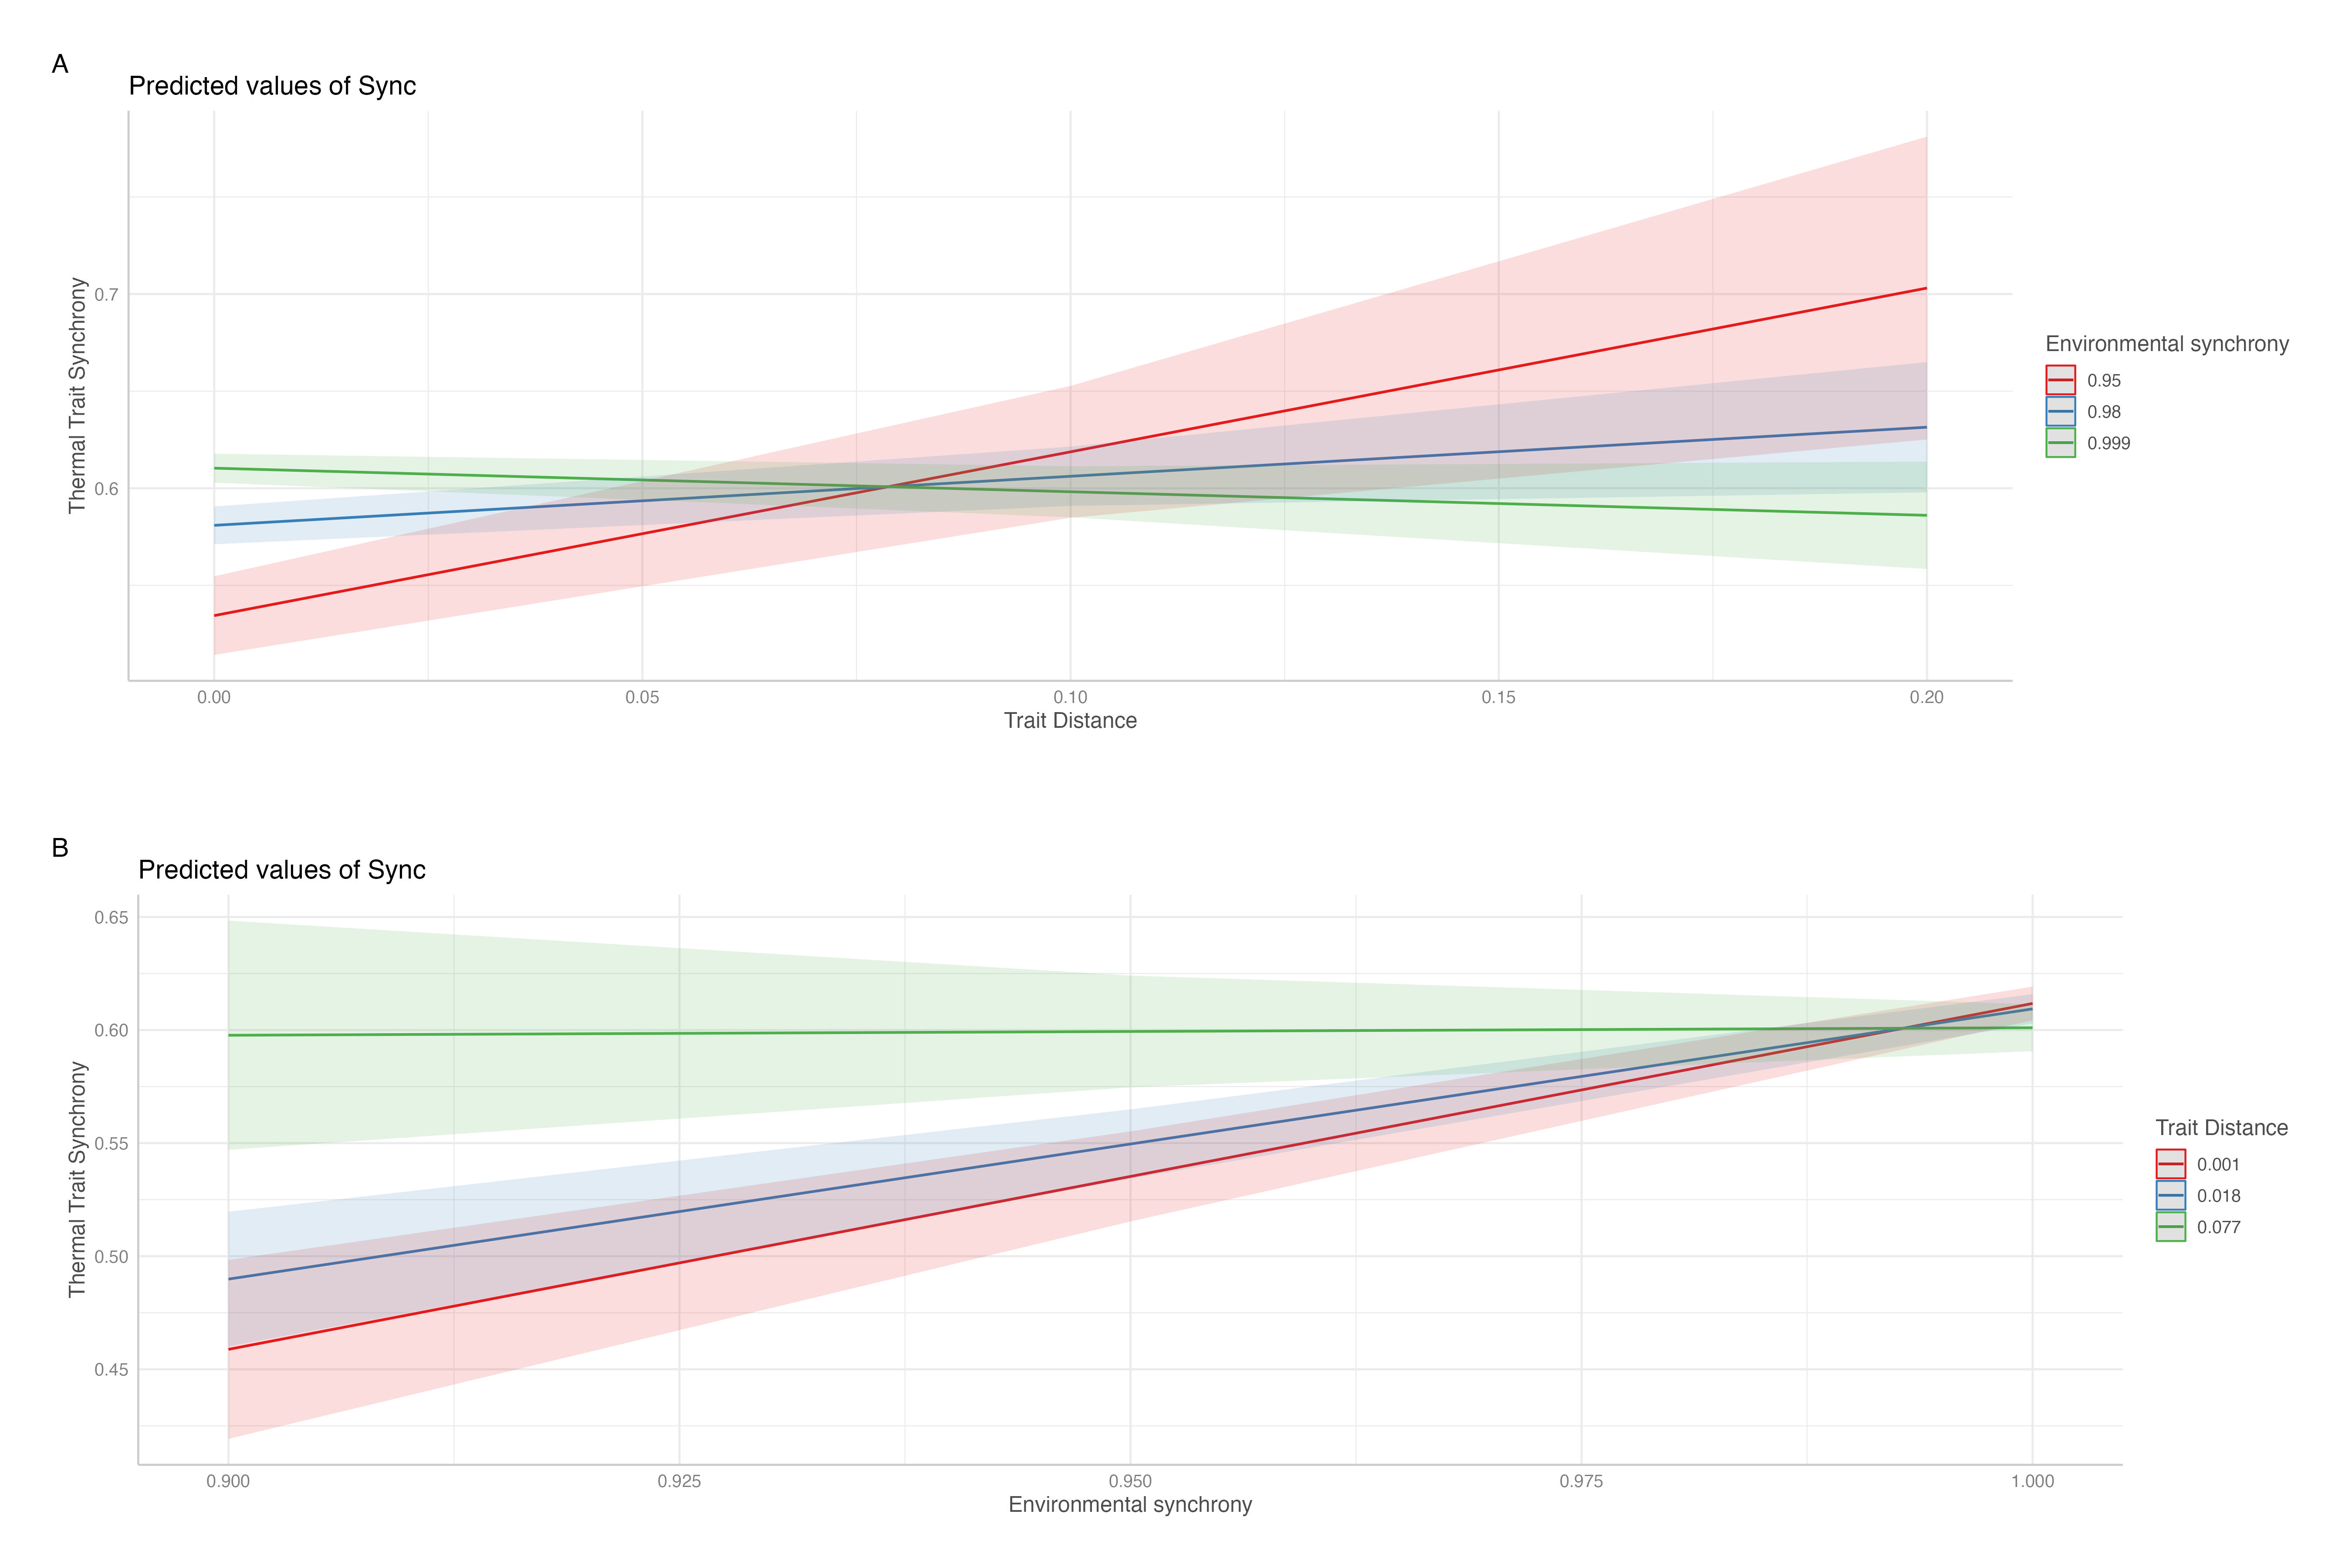 A
Predicted values of Sync
Thermal Trait Synchrony
0.7
0.6
0.00 0.05 0.10 0.15 0.20
Trait Distance
Environmental synchrony
0.95
0.98
0.999
B
Predicted values of Sync
Thermal Trait Synchrony
0.65
0.60
0.55
0.50
0.45
0.900 0.925 0.950 0.975 1.000
Environmental synchrony
Trait Distance
0.001
0.018
0.077